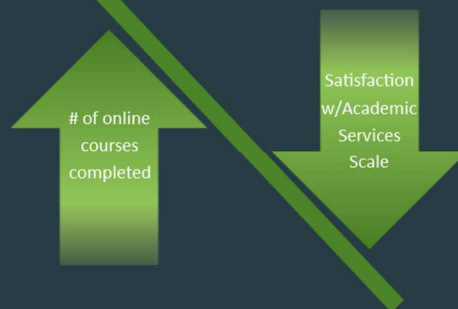 # of online
courses
completed
Satisfaction
w/Academic
Services
Scale